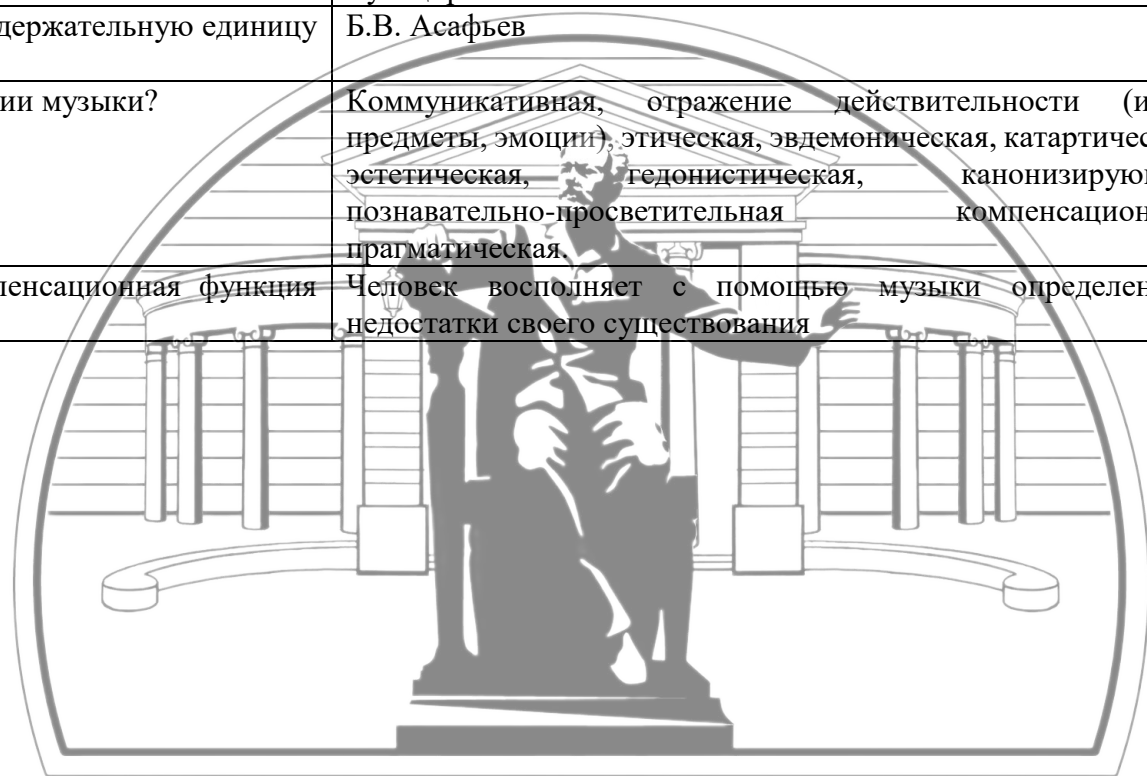 держательную единицу
Б.В. Асафьев
ии музыки?
Коммуникативная, отражение действительности (и
предметы, эмоции), этическая, эвдемоническая, катартичес
эстетическая, гедонистическая, канонизирую
познавательно-просветительная компенсацион
прагматическая.
пенсационная функция
Человек восполняет с помощью музыки определен
недостатки своего существования